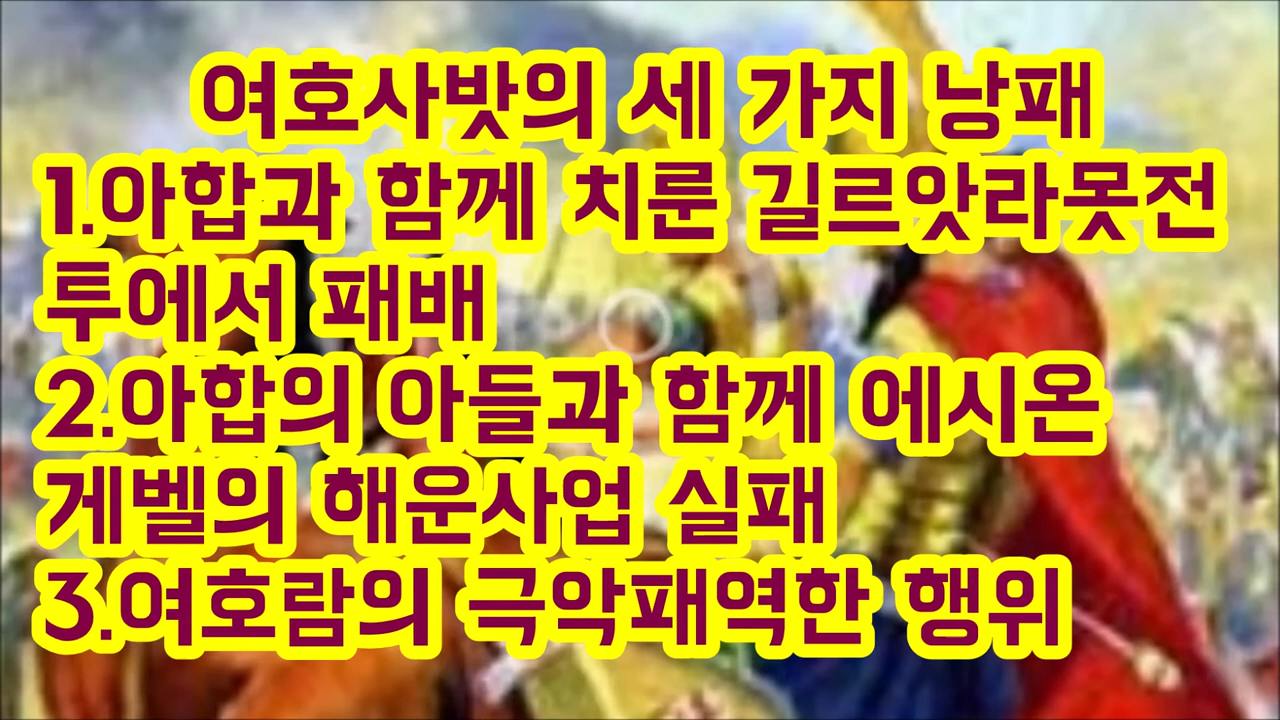 여호사밧의 세 가지 낭패
1.아합과 함께 치룬 길르앗라못전
투에서 패배
2.아합의 아들과 함께 에시온
게벨의 해운사업 실패
3.여호람의 극악패역한 행위